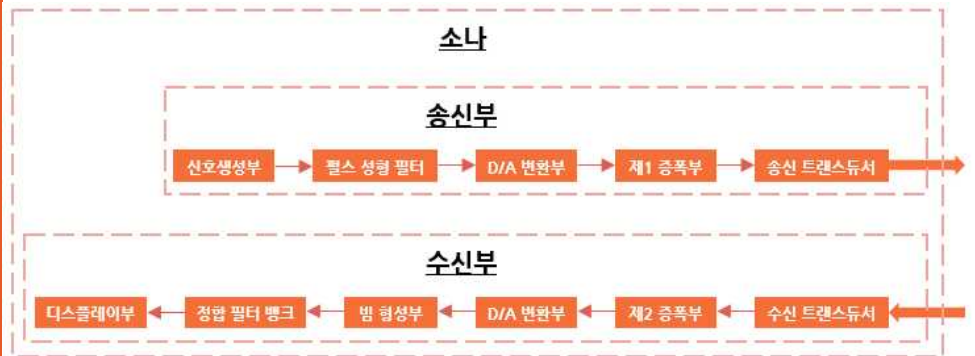 소나
송신부
신호생성부 펄스 성형 필터 D/A 변환부 제1 증폭부 송신 트랜스듀서
수신부
디스플레이부 정합 필터 뱅크 빔 형성부 D/A 변환부 제2 증폭부 수신 트랜스듀서